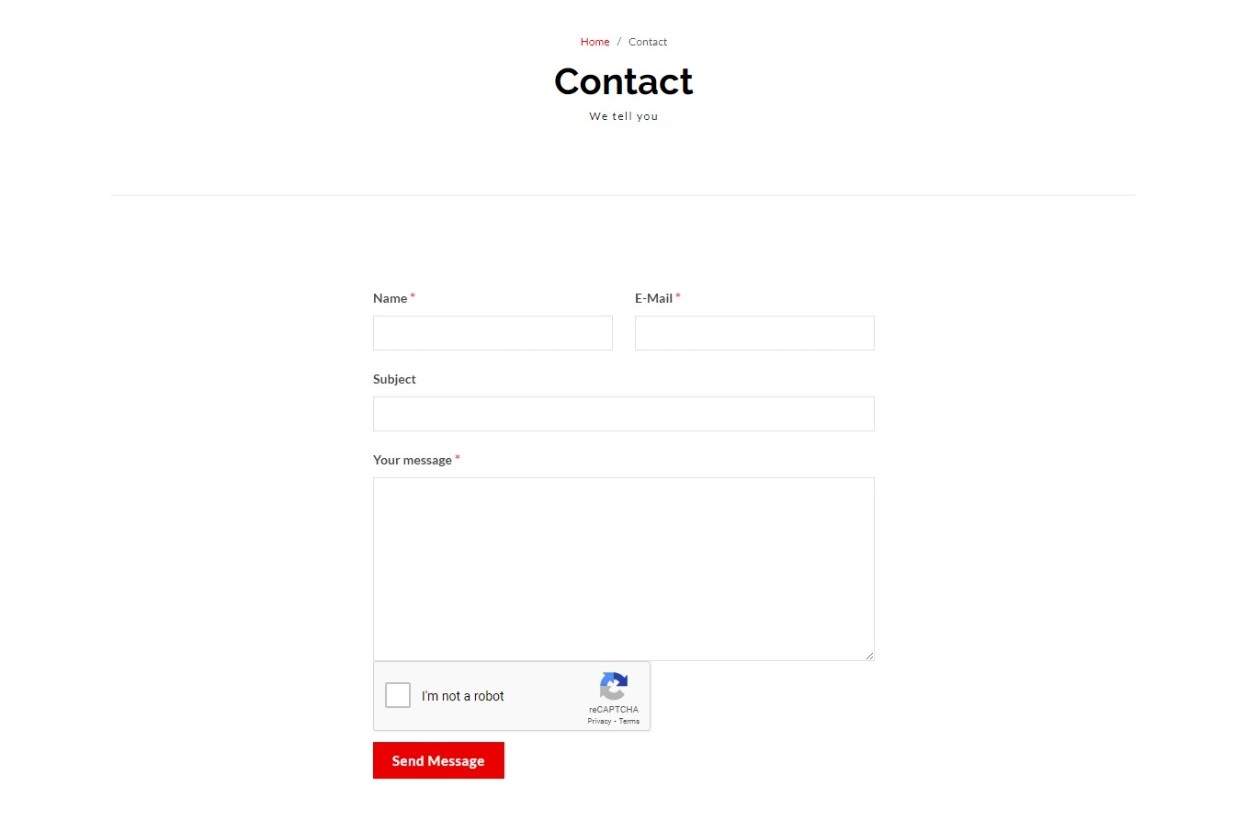 Home / Contact
Contact
We tell you
Name * E-Mail *
Subject
Your message *
I'm not a robot
reCAPTCHA
Privacy - Terms
Send Message